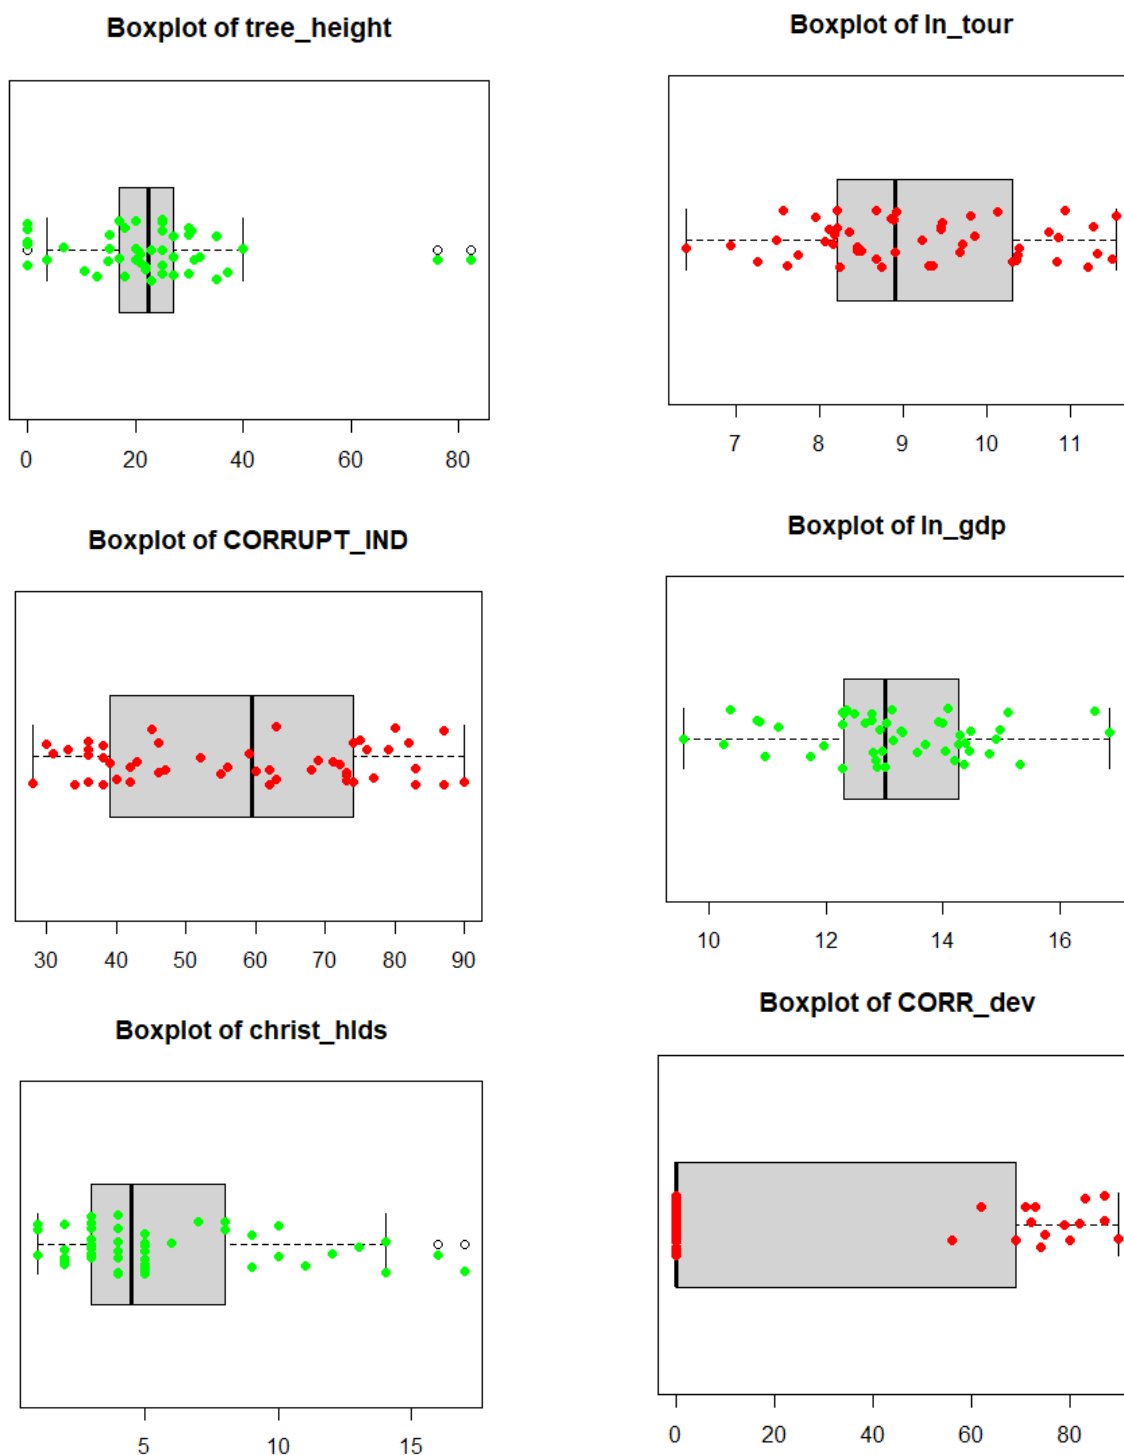 Boxplot of tree_height
0 20 40 60 80
Boxplot of ln_tour
7 8 9 10 11
Boxplot of CORRUPT_IND
30 40 50 60 70 80 90
Boxplot of ln_gdp
10 12 14 16
Boxplot of christ_hlds
5 10 15
Boxplot of CORR_dev
0 20 40 60 80